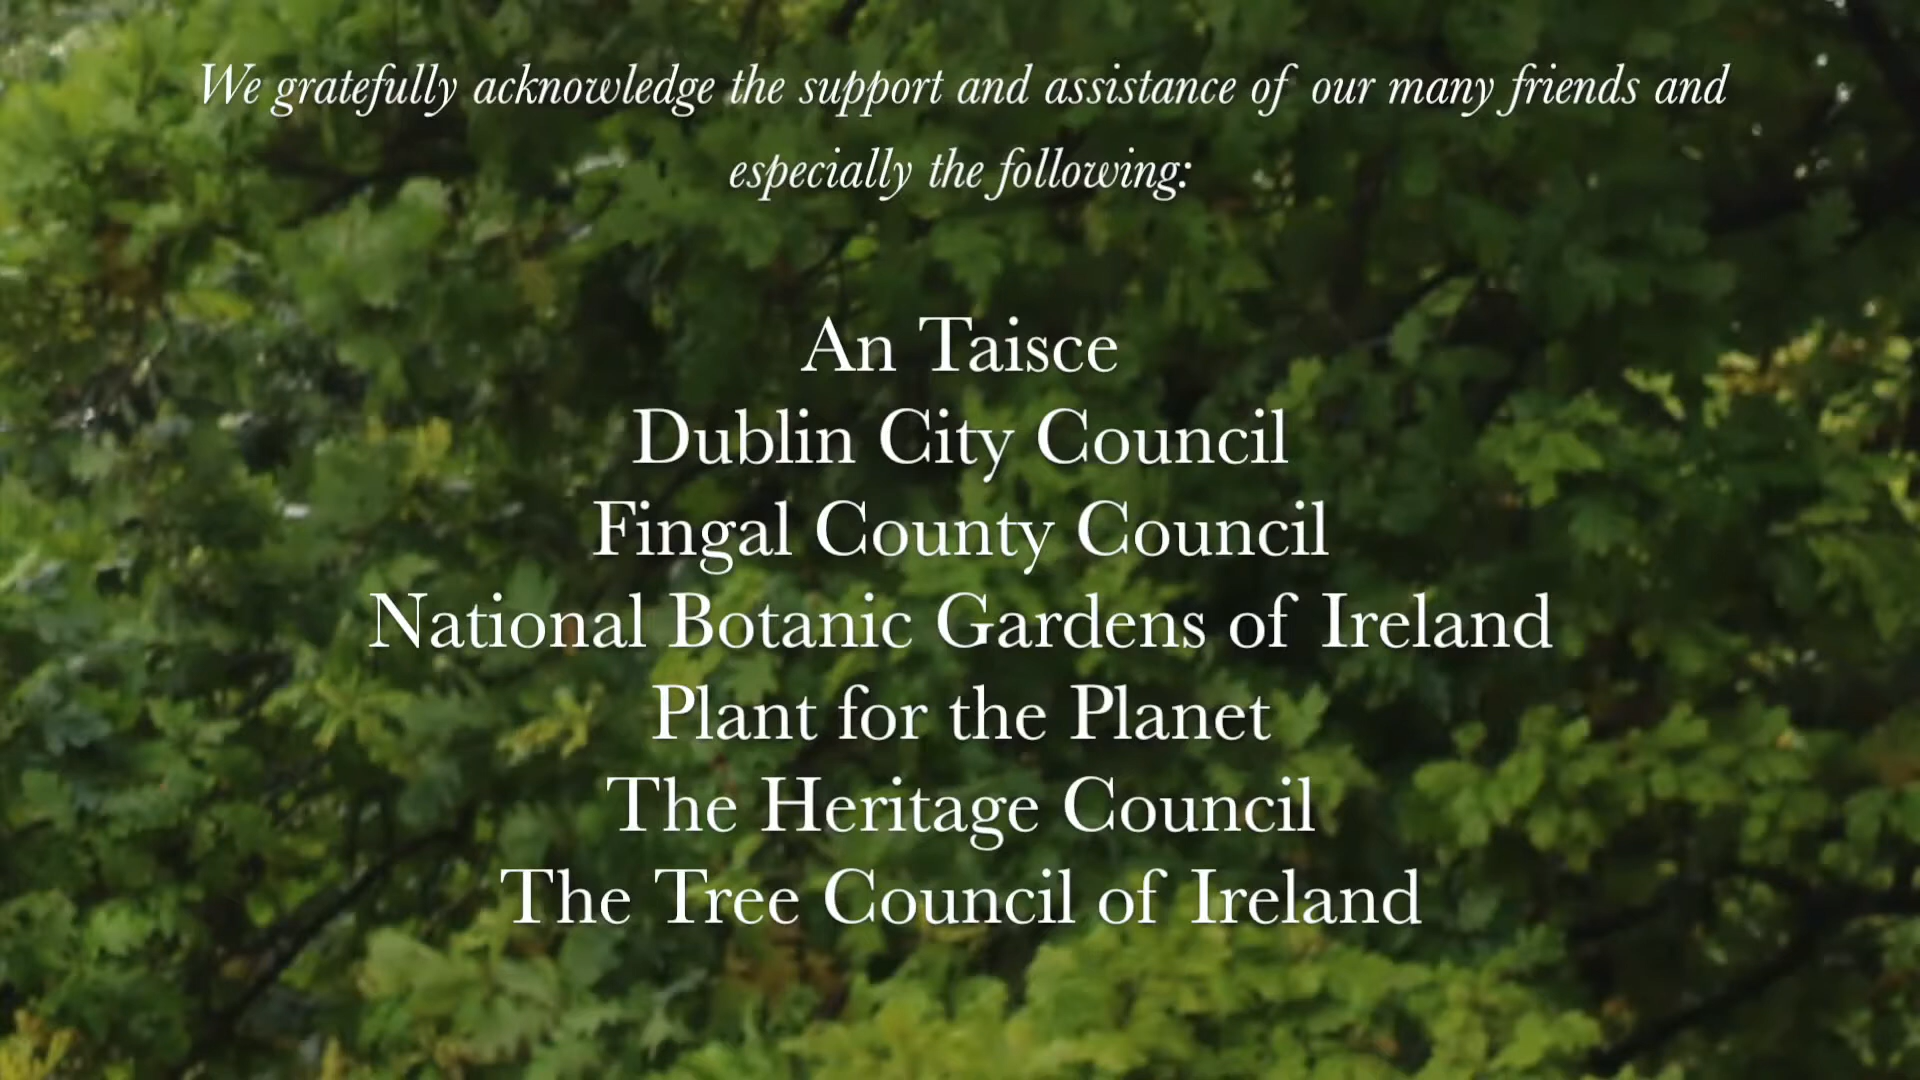 We gratefully acknowledge the support and assistance of our many friends and
especially the following:
An Taisce
Dublin City Council
Fingal County Council
National Botanic Gardens of Ireland
Plant for the Planet
The Heritage Council
The Tree Council of Ireland